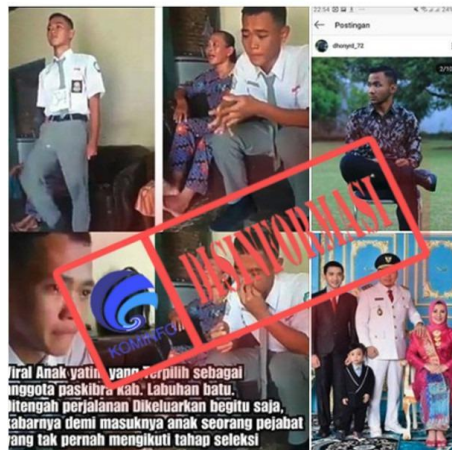 22:54
Postingan
dhonyrd_72
DISINFORMASI
KOMINFO
Viral Anak yatim yang terpilih sebagai
anggota paskibra kab. Labuhan batu.
Ditengah perjalanan Dikeluarkan begitu saja,
kabarnya demi masuknya anak seorang pejabat
yang tak pernah mengikuti tahap seleksi